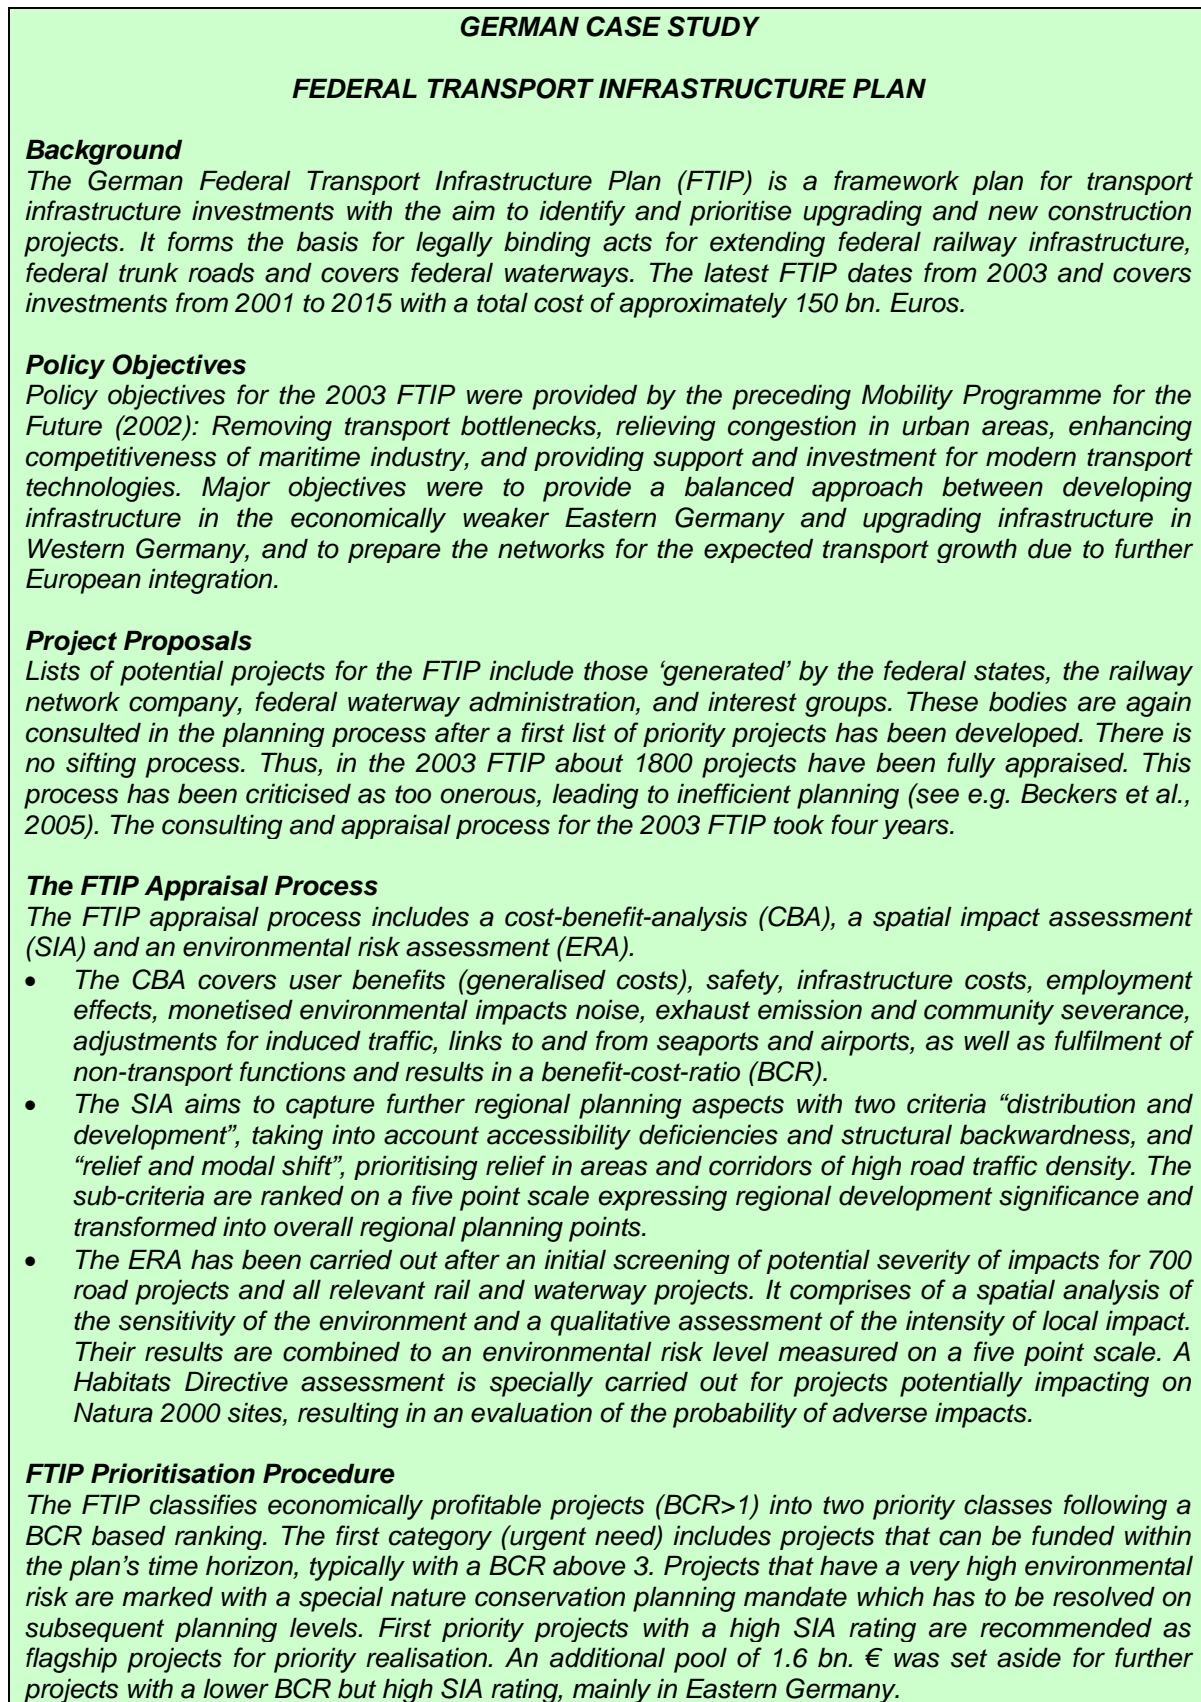 GERMAN CASE STUDY
FEDERAL TRANSPORT INFRASTRUCTURE PLAN
Background
The German Federal Transport Infrastructure Plan (FTIP) is a framework plan for transport
infrastructure investments with the aim to identify and prioritise upgrading and new construction
projects. It forms the basis for legally binding acts for extending federal railway infrastructure,
federal trunk roads and covers federal waterways. The latest FTIP dates from 2003 and covers
investments from 2001 to 2015 with a total cost of approximately 150 bn. Euros.
Policy Objectives
Policy objectives for the 2003 FTIP were provided by the preceding Mobility Programme for the
Future (2002): Removing transport bottlenecks, relieving congestion in urban areas, enhancing
competitiveness of maritime industry, and providing support and investment for modern transport
technologies. Major objectives were to provide a balanced approach between developing
infrastructure in the economically weaker Eastern Germany and upgrading infrastructure in
Western Germany, and to prepare the networks for the expected transport growth due to further
European integration.
Project Proposals
Lists of potential projects for the FTIP include those ‘generated’ by the federal states, the railway
network company, federal waterway administration, and interest groups. These bodies are again
consulted in the planning process after a first list of priority projects has been developed. There is
no sifting process. Thus, in the 2003 FTIP about 1800 projects have been fully appraised. This
process has been criticised as too onerous, leading to inefficient planning (see e.g. Beckers et al.,
2005). The consulting and appraisal process for the 2003 FTIP took four years.
The FTIP Appraisal Process
The FTIP appraisal process includes a cost-benefit-analysis (CBA), a spatial impact assessment
(SIA) and an environmental risk assessment (ERA).
• The CBA covers user benefits (generalised costs), safety, infrastructure costs, employment
effects, monetised environmental impacts noise, exhaust emission and community severance,
adjustments for induced traffic, links to and from seaports and airports, as well as fulfilment of
non-transport functions and results in a benefit-cost-ratio (BCR).
• The SIA aims to capture further regional planning aspects with two criteria “distribution and
development”, taking into account accessibility deficiencies and structural backwardness, and
“relief and modal shift”, prioritising relief in areas and corridors of high road traffic density. The
sub-criteria are ranked on a five point scale expressing regional development significance and
transformed into overall regional planning points.
• The ERA has been carried out after an initial screening of potential severity of impacts for 700
road projects and all relevant rail and waterway projects. It comprises of a spatial analysis of
the sensitivity of the environment and a qualitative assessment of the intensity of local impact.
Their results are combined to an environmental risk level measured on a five point scale. A
Habitats Directive assessment is specially carried out for projects potentially impacting on
Natura 2000 sites, resulting in an evaluation of the probability of adverse impacts.
FTIP Prioritisation Procedure
The FTIP classifies economically profitable projects (BCR>1) into two priority classes following a
BCR based ranking. The first category (urgent need) includes projects that can be funded within
the plan’s time horizon, typically with a BCR above 3. Projects that have a very high environmental
risk are marked with a special nature conservation planning mandate which has to be resolved on
subsequent planning levels. First priority projects with a high SIA rating are recommended as
flagship projects for priority realisation. An additional pool of 1.6 bn. € was set aside for further
projects with a lower BCR but high SIA rating, mainly in Eastern Germany.